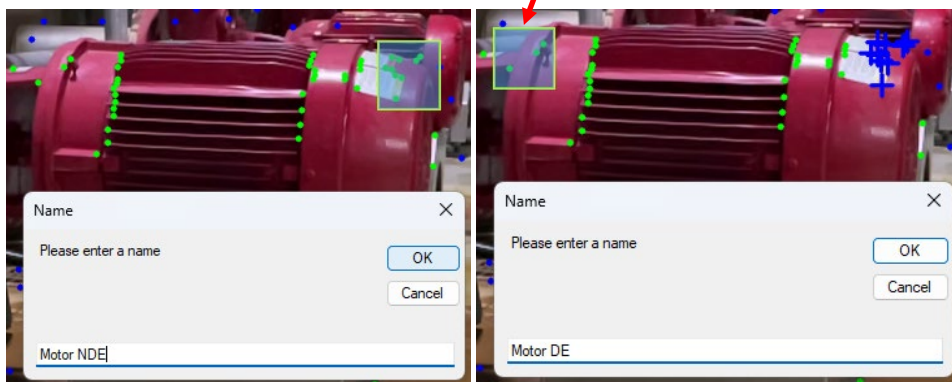 Name
Please enter a name
OK
Cancel
Motor NDE
Name
Please enter a name
OK
Cancel
Motor DE